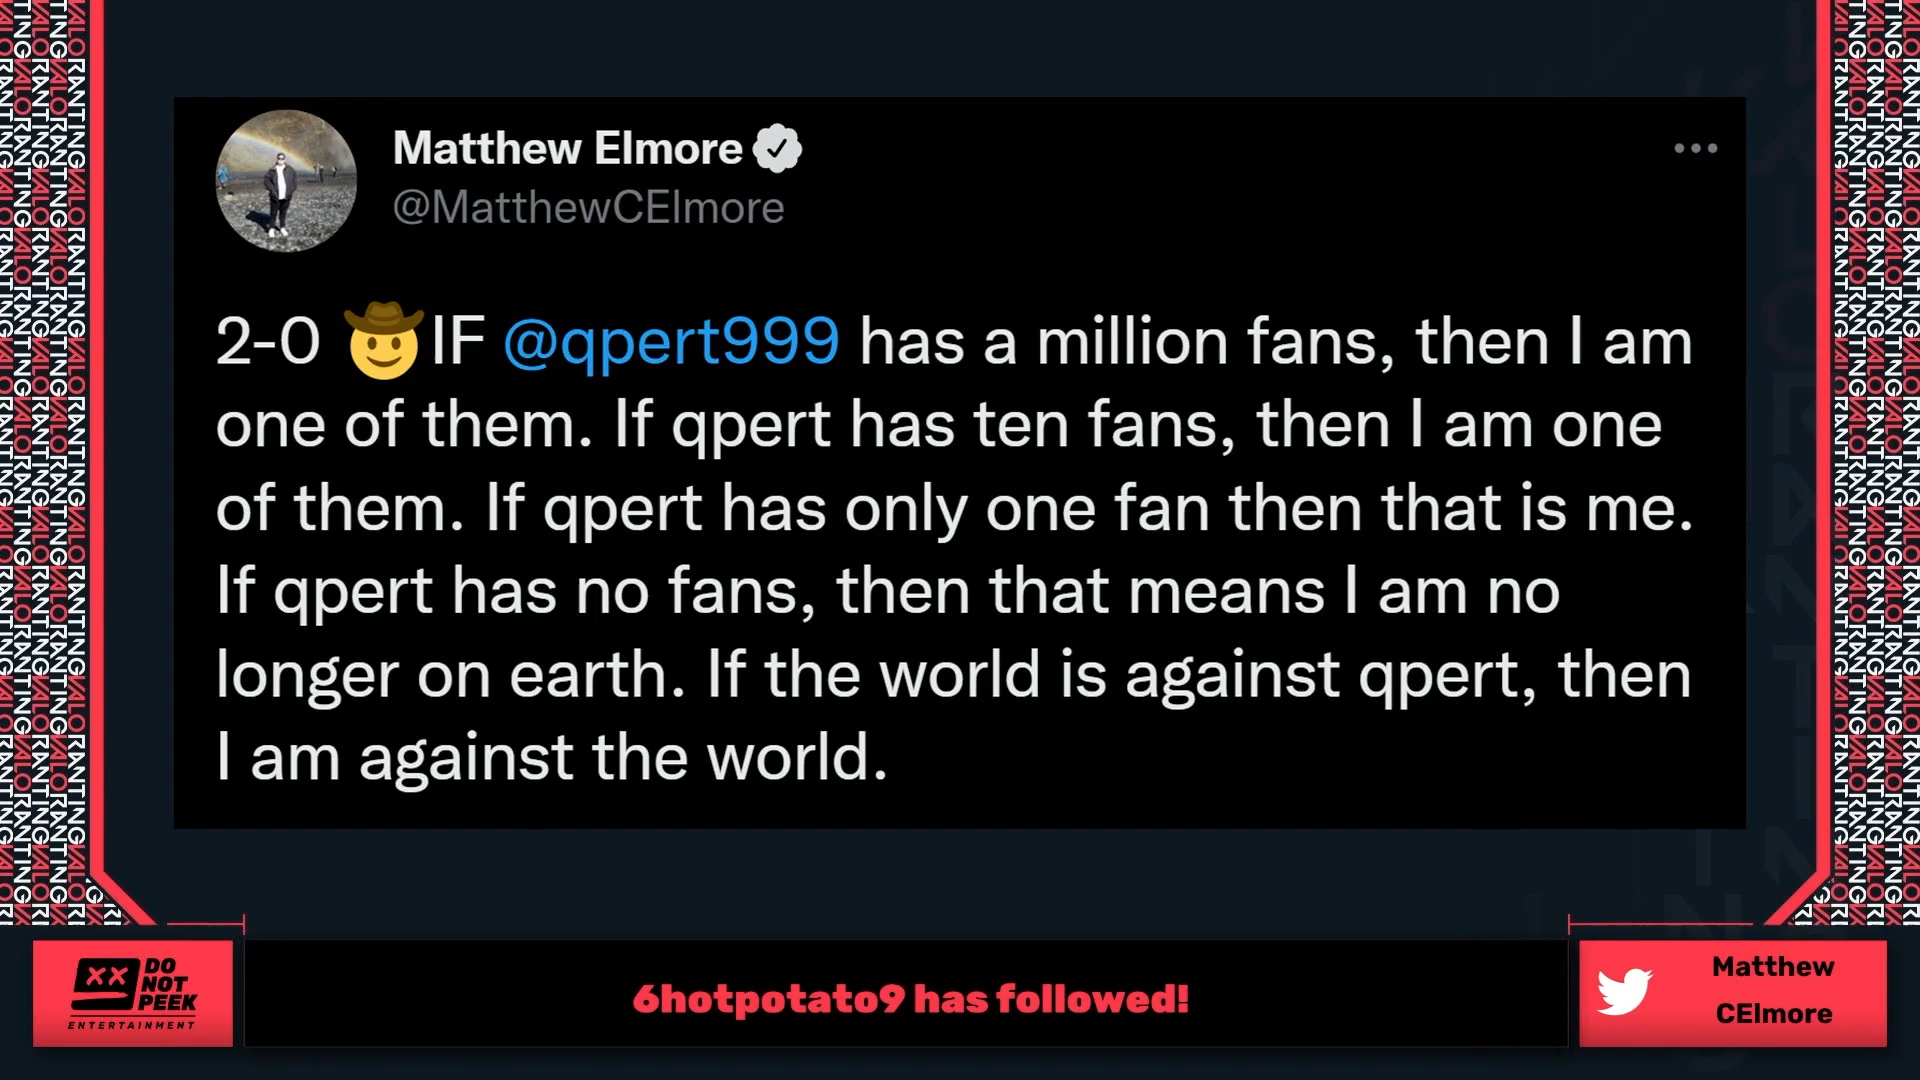 Matthew Elmore
@MatthewCElmore
2-0 🤠IF @qpert999 has a million fans, then I am
one of them. If qpert has ten fans, then I am one
of them. If qpert has only one fan then that is me.
If qpert has no fans, then that means I am no
longer on earth. If the world is against qpert, then
I am against the world.
XX DO
NOT
PEEK
ENTERTAINMENT
6hotpotato9 has followed!
Matthew
CElmore
VALORANTING